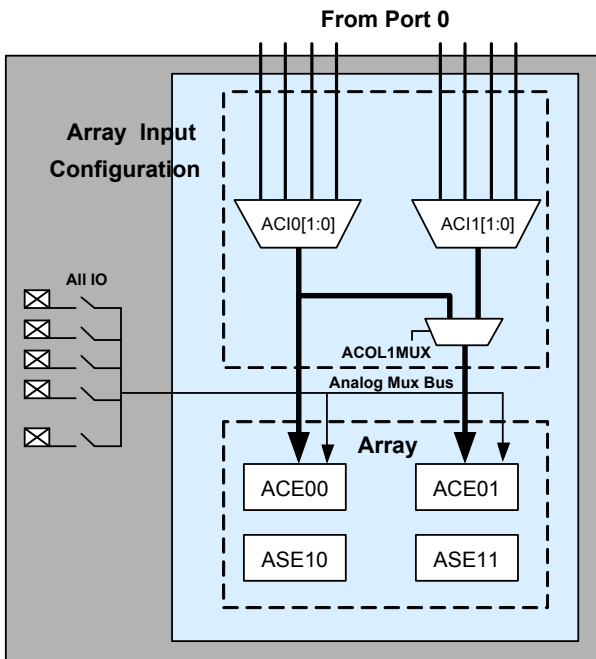 From Port 0
Array Input
Configuration
ACI0[1:0]
ACI1[1:0]
All IO
ACOL1MUX
Analog Mux Bus
Array
ACE00
ACE01
ASE10
ASE11